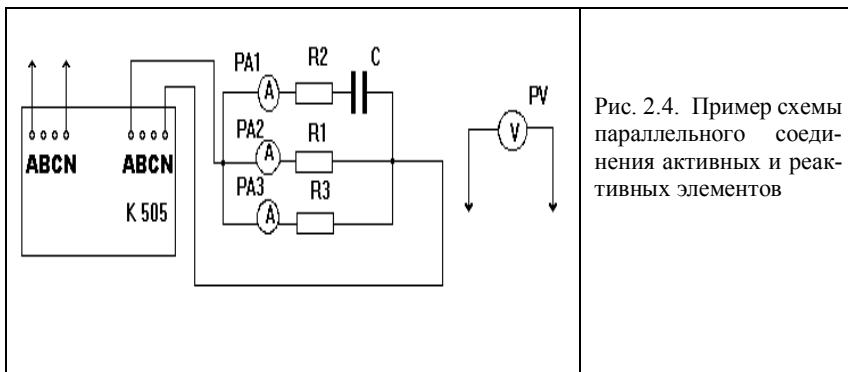 PA1 R2 C
A
PA2 R1
A
PA3 R3
A
ABCN ABCN
K 505
PV
V
Рис. 2.4. Пример схемы
параллельного соеди-
нения активных и реак-
тивных элементов